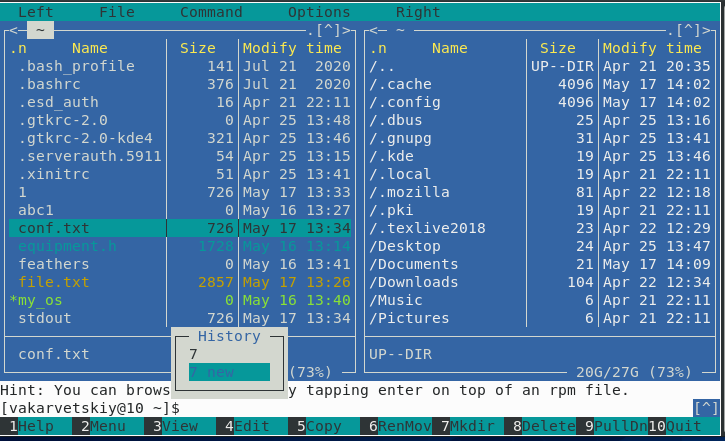 Left File Command Options Right
<─ ~ ─.[^]> <─ ~ ─.[^]>
.n Name Size Modify time .n Name Size Modify time
.bash_profile 141 Jul 21 2020 /.. UP--DIR Apr 21 20:35
.bashrc 376 Jul 21 2020 /.cache 4096 May 17 14:02
.esd_auth 16 Apr 21 22:11 /.config 4096 May 17 14:02
.gtkrc-2.0 0 Apr 25 13:48 /.dbus 25 Apr 25 13:16
.gtkrc-2.0-kde4 321 Apr 25 13:46 /.gnupg 31 Apr 25 13:41
.serverauth.5911 54 Apr 25 13:15 /.kde 19 Apr 25 13:46
.xinitrc 51 Apr 25 13:41 /.local 19 Apr 21 22:11
1 726 May 17 13:33 /.mozilla 81 Apr 22 12:18
abc1 0 May 16 13:27 /.pki 19 Apr 21 22:11
conf.txt 726 May 17 13:34 /.texlive2018 23 Apr 22 12:29
equipment.h 1728 May 16 13:14 /Desktop 24 Apr 25 13:47
feathers 0 May 16 13:41 /Documents 21 May 17 14:09
file.txt 2857 May 17 13:26 /Downloads 104 Apr 22 12:34
*my_os 0 May 16 13:40 /Music 6 Apr 21 22:11
stdout 726 May 17 13:34 /Pictures 6 Apr 21 22:11
History
conf.txt 7 UP--DIR
7 new (73%) 20G/27G (73%)
Hint: You can brows y tapping enter on top of an rpm file.
[vakarvetskiy@10 ~]$ [^]
1Help 2Menu 3View 4Edit 5Copy 6RenMov 7Mkdir 8Delete 9PullDn 10Quit